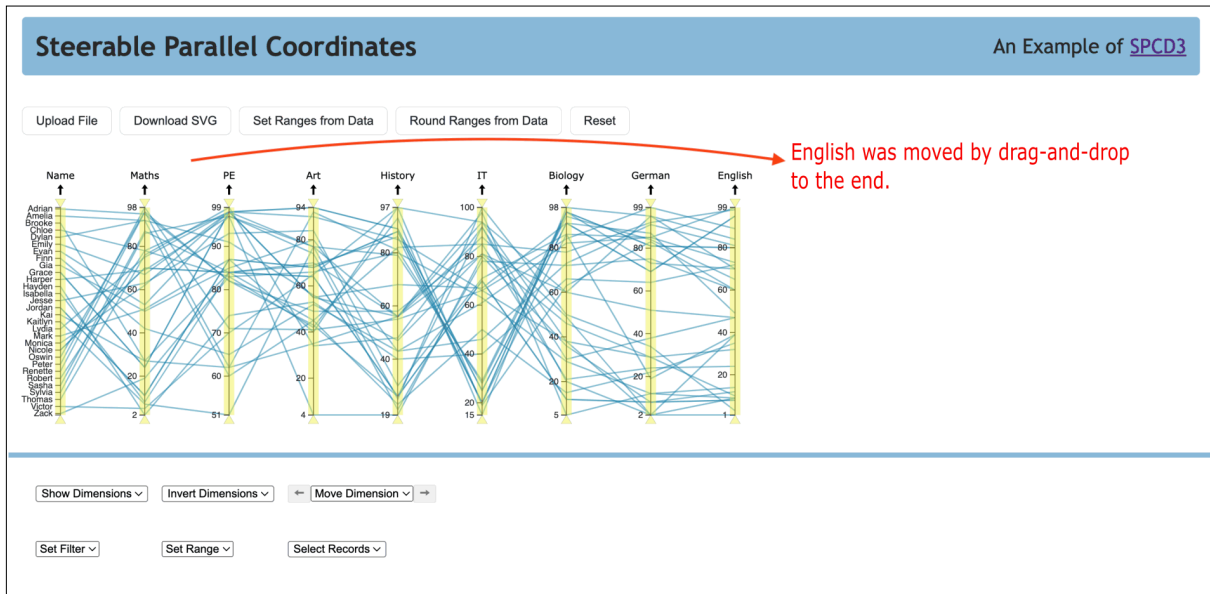 Steerable Parallel Coordinates
An Example of SPCD3
Upload File
Download SVG
Set Ranges from Data
Round Ranges from Data
Reset
English was moved by drag-and-drop
to the end.
Name
Maths
PE
Art
History
IT
Biology
German
English
Adrian
Amelia
Brooke
Chloe
Dylan
Emily
Evan
Finn
Gia
Grace
Harper
Hayden
Isabella
Jesse
Jordan
Kai
Kaitlyn
Lydia
Mark
Monica
Nicole
Oswin
Peter
Renette
Robert
Sasha
Sylvia
Thomas
Victor
Zack
98
80
60
40
20
2
99
90
80
70
60
51
94
80
60
40
20
4
97
80
60
40
19
100
80
60
40
20
15
98
80
60
40
20
5
99
80
60
40
20
2
99
80
60
40
20
1
Show Dimensions
Invert Dimensions
← Move Dimension →
Set Filter
Set Range
Select Records